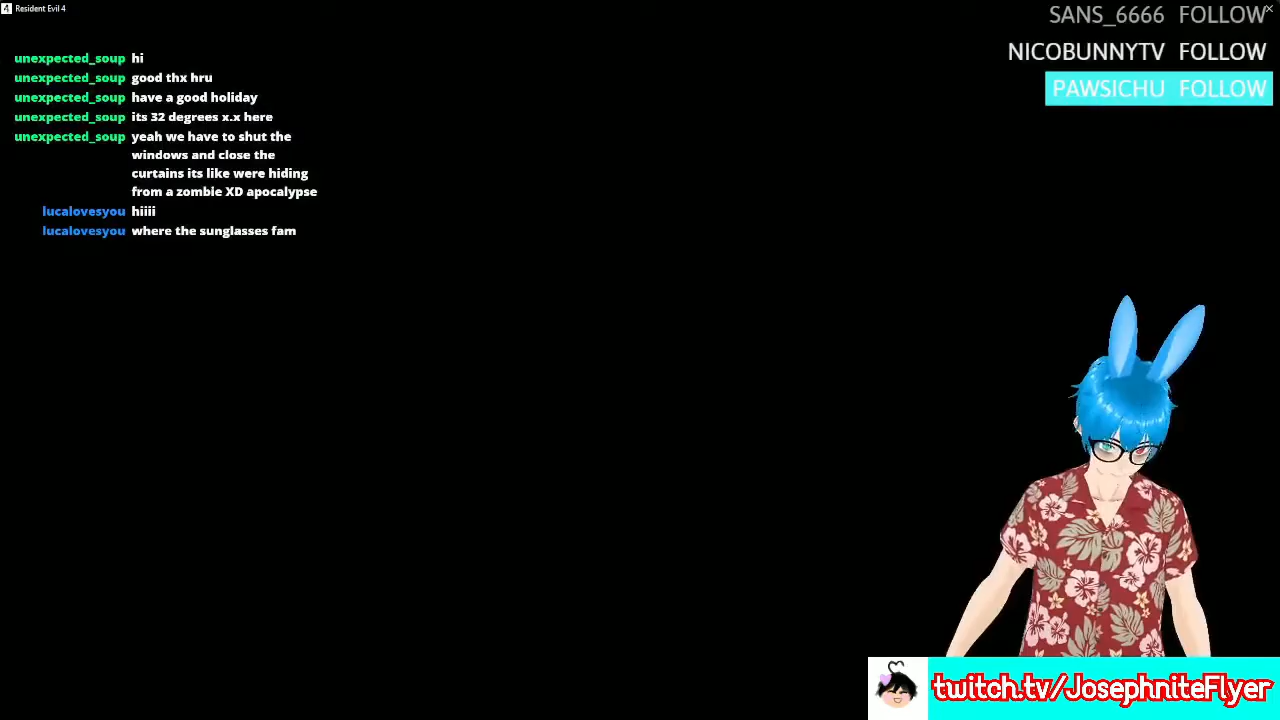 4 Resident Evil 4
SANS_6666 FOLLOW
NICOBUNNYTV FOLLOW
PAWSICHU FOLLOW
unexpected_soup hi
unexpected_soup good thx hru
unexpected_soup have a good holiday
unexpected_soup its 32 degrees x.x here
unexpected_soup yeah we have to shut the
windows and close the
curtains its like were hiding
from a zombie XD apocalypse
lucalovesyou hiiii
lucalovesyou where the sunglasses fam
twitch.tv/JosephniteFlyer